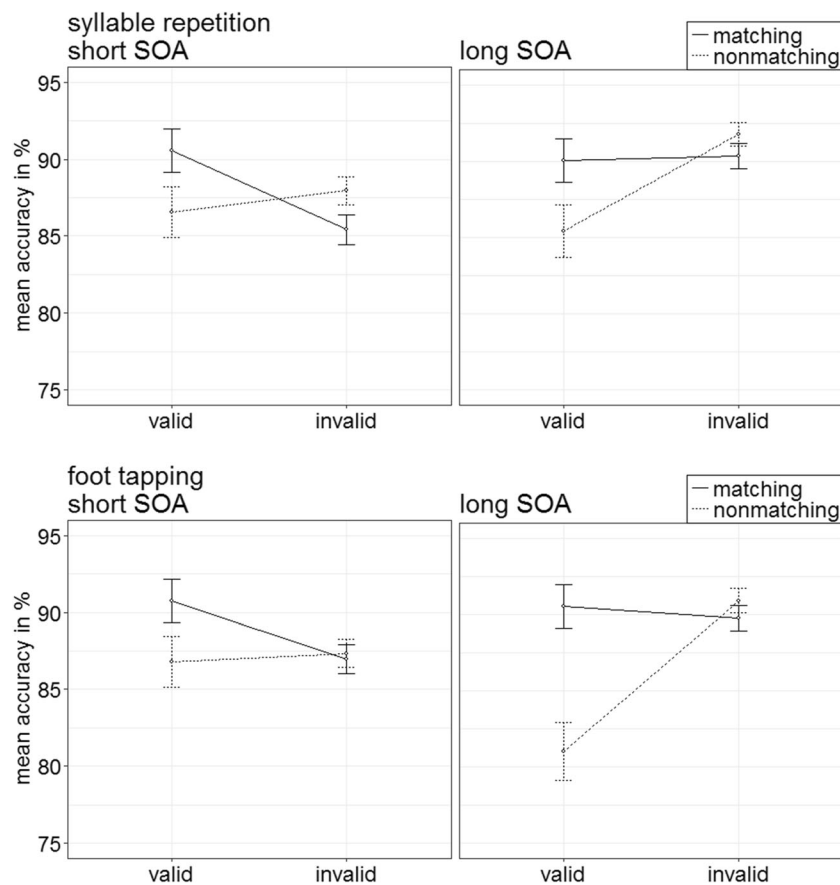 syllable repetition
short SOA
long SOA
matching
nonmatching
mean accuracy in %
95
90
85
80
75
valid
invalid
valid
invalid
foot tapping
short SOA
long SOA
matching
nonmatching
mean accuracy in %
95
90
85
80
75
valid
invalid
valid
invalid